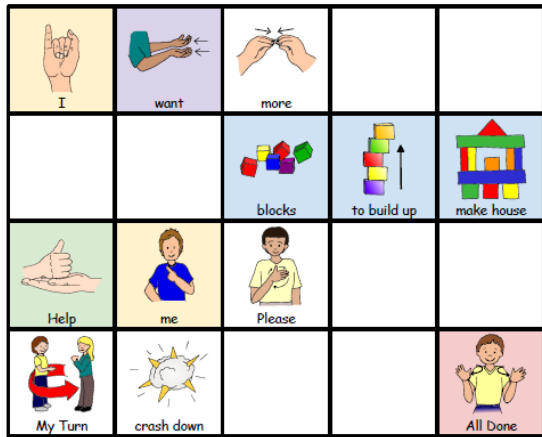 I want more
blocks to build up make house
Help me Please
My Turn crash down All Done